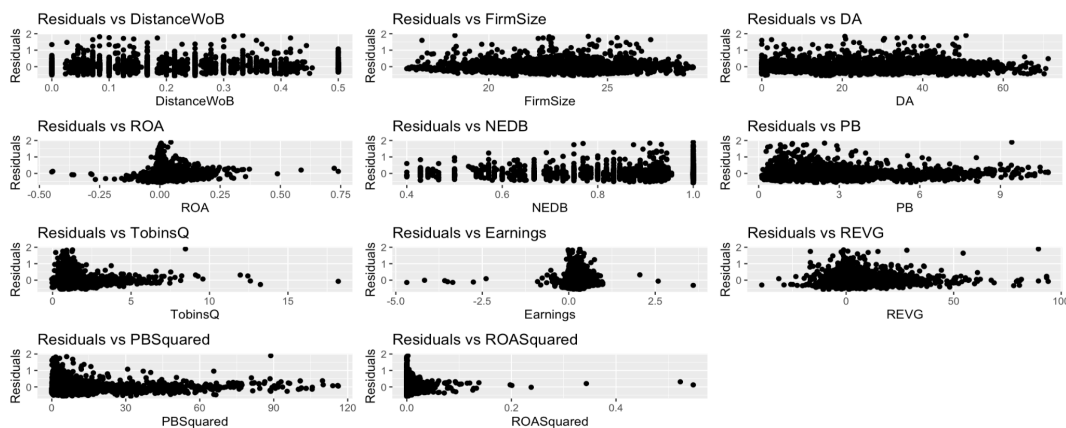 Residuals vs DistanceWoB
Residuals
2
1
0
0.0 0.1 0.2 0.3 0.4 0.5
DistanceWoB
Residuals vs FirmSize
Residuals
2
1
0
20 25
FirmSize
Residuals vs DA
Residuals
2
1
0
0 20 40 60
DA
Residuals vs ROA
Residuals
2
1
0
-0.50 -0.25 0.00 0.25 0.50 0.75
ROA
Residuals vs NEDB
Residuals
2
1
0
0.4 0.6 0.8 1.0
NEDB
Residuals vs PB
Residuals
2
1
0
0 3 6 9
PB
Residuals vs TobinsQ
Residuals
2
1
0
0 5 10 15
TobinsQ
Residuals vs Earnings
Residuals
2
1
0
-5.0 -2.5 0.0 2.5
Earnings
Residuals vs REVG
Residuals
2
1
0
0 50 100
REVG
Residuals vs PBSquared
Residuals
2
1
0
0 30 60 90 120
PBSquared
Residuals vs ROASquared
Residuals
2
1
0
0.0 0.2 0.4
ROASquared